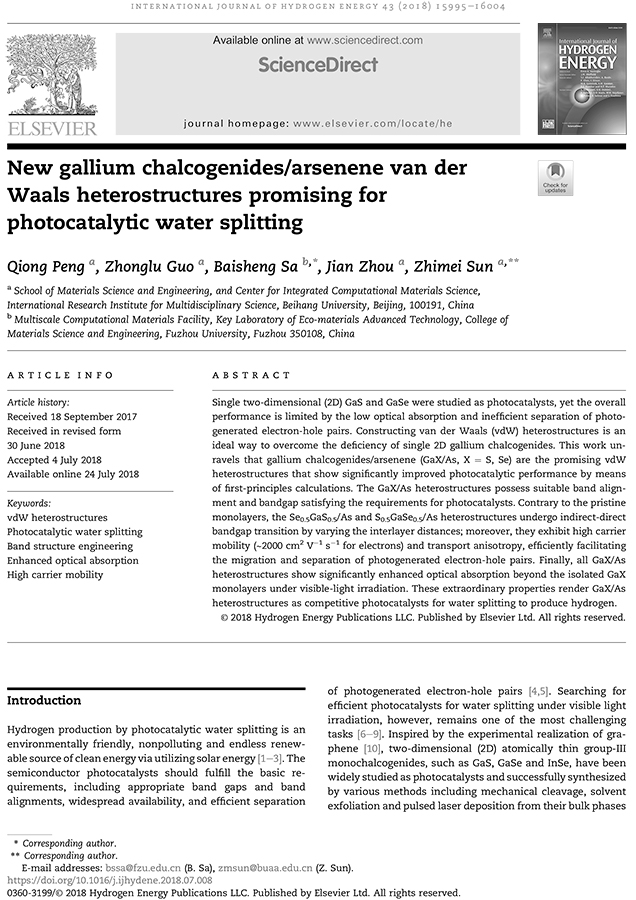 INTERNATIONAL JOURNAL OF HYDROGEN ENERGY 43 (2018) 15995–16004
Available online at www.sciencedirect.com
ScienceDirect
journal homepage: www.elsevier.com/locate/he
ELSEVIER
International Journal of
HYDROGEN
ENERGY
New gallium chalcogenides/arsenene van der
Waals heterostructures promising for
photocatalytic water splitting
Check for
updates
Qiong Peng a, Zhonglu Guo a, Baisheng Sa b,*, Jian Zhou a, Zhimei Sun a,**
a School of Materials Science and Engineering, and Center for Integrated Computational Materials Science,
International Research Institute for Multidisciplinary Science, Beihang University, Beijing, 100191, China
b Multiscale Computational Materials Facility, Key Laboratory of Eco-materials Advanced Technology, College of
Materials Science and Engineering, Fuzhou University, Fuzhou 350108, China
ARTICLE INFO
Article history:
Received 18 September 2017
Received in revised form
30 June 2018
Accepted 4 July 2018
Available online 24 July 2018
Keywords:
vdW heterostructures
Photocatalytic water splitting
Band structure engineering
Enhanced optical absorption
High carrier mobility
ABSTRACT
Single two-dimensional (2D) GaS and GaSe were studied as photocatalysts, yet the overall
performance is limited by the low optical absorption and inefficient separation of photo-
generated electron-hole pairs. Constructing van der Waals (vdW) heterostructures is an
ideal way to overcome the deficiency of single 2D gallium chalcogenides. This work un-
ravels that gallium chalcogenides/arsenene (GaX/As, X = S, Se) are the promising vdW
heterostructures that show significantly improved photocatalytic performance by means
of first-principles calculations. The GaX/As heterostructures possess suitable band align-
ment and bandgap satisfying the requirements for photocatalysts. Contrary to the pristine
monolayers, the Se0.5GaS0.5/As and S0.5GaSe0.5/As heterostructures undergo indirect-direct
bandgap transition by varying the interlayer distances; moreover, they exhibit high carrier
mobility (~2000 cm² V⁻¹ s⁻¹ for electrons) and transport anisotropy, efficiently facilitating
the migration and separation of photogenerated electron-hole pairs. Finally, all GaX/As
heterostructures show significantly enhanced optical absorption beyond the isolated GaX
monolayers under visible-light irradiation. These extraordinary properties render GaX/As
heterostructures as competitive photocatalysts for water splitting to produce hydrogen.
© 2018 Hydrogen Energy Publications LLC. Published by Elsevier Ltd. All rights reserved.
Introduction
Hydrogen production by photocatalytic water splitting is an
environmentally friendly, nonpolluting and endless renew-
able source of clean energy via utilizing solar energy [1–3]. The
semiconductor photocatalysts should fulfill the basic re-
quirements, including appropriate band gaps and band
alignments, widespread availability, and efficient separation
of photogenerated electron-hole pairs [4,5]. Searching for
efficient photocatalysts for water splitting under visible light
irradiation, however, remains one of the most challenging
tasks [6–9]. Inspired by the experimental realization of gra-
phene [10], two-dimensional (2D) atomically thin group-III
monochalcogenides, such as GaS, GaSe and InSe, have been
widely studied as photocatalysts and successfully synthesized
by various methods including mechanical cleavage, solvent
exfoliation and pulsed laser deposition from their bulk phases
* Corresponding author.
** Corresponding author.
E-mail addresses: bssa@fzu.edu.cn (B. Sa), zmsun@buaa.edu.cn (Z. Sun).
https://doi.org/10.1016/j.ijhydene.2018.07.008
0360-3199/© 2018 Hydrogen Energy Publications LLC. Published by Elsevier Ltd. All rights reserved.